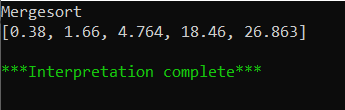 Mergesort
[0.38, 1.66, 4.764, 18.46, 26.863]
***Interpretation complete***